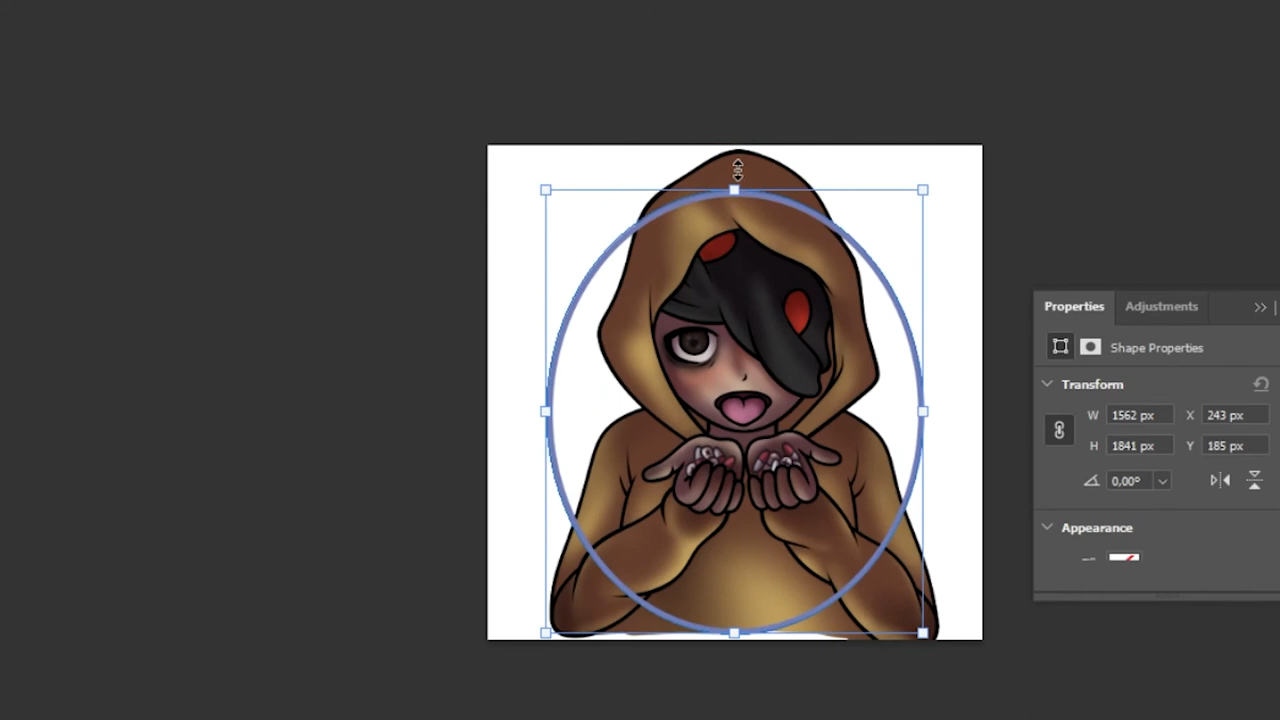 Properties Adjustments
Shape Properties
Transform
W 1562 px X 243 px
H 1841 px Y 185 px
0,00°
Appearance